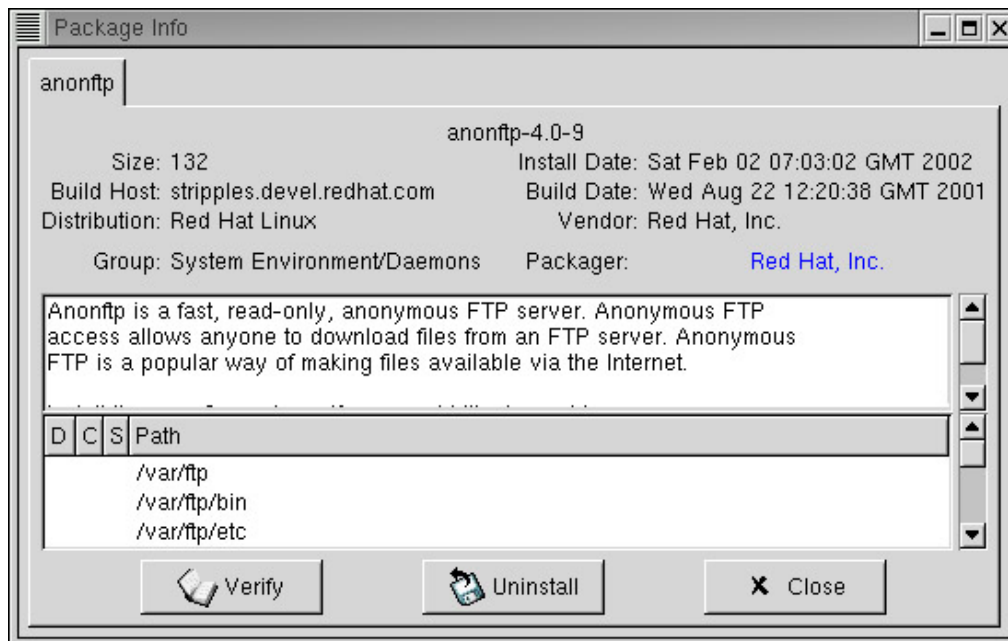 Package Info
anonftp
anonftp-4.0-9
Size: 132 Install Date: Sat Feb 02 07:03:02 GMT 2002
Build Host: stripples.devel.redhat.com Build Date: Wed Aug 22 12:20:38 GMT 2001
Distribution: Red Hat Linux Vendor: Red Hat, Inc.
Group: System Environment/Daemons Packager: Red Hat, Inc.
Anonftp is a fast, read-only, anonymous FTP server. Anonymous FTP
access allows anyone to download files from an FTP server. Anonymous
FTP is a popular way of making files available via the Internet.
D C S Path
/var/ftp
/var/ftp/bin
/var/ftp/etc
Verify Uninstall Close